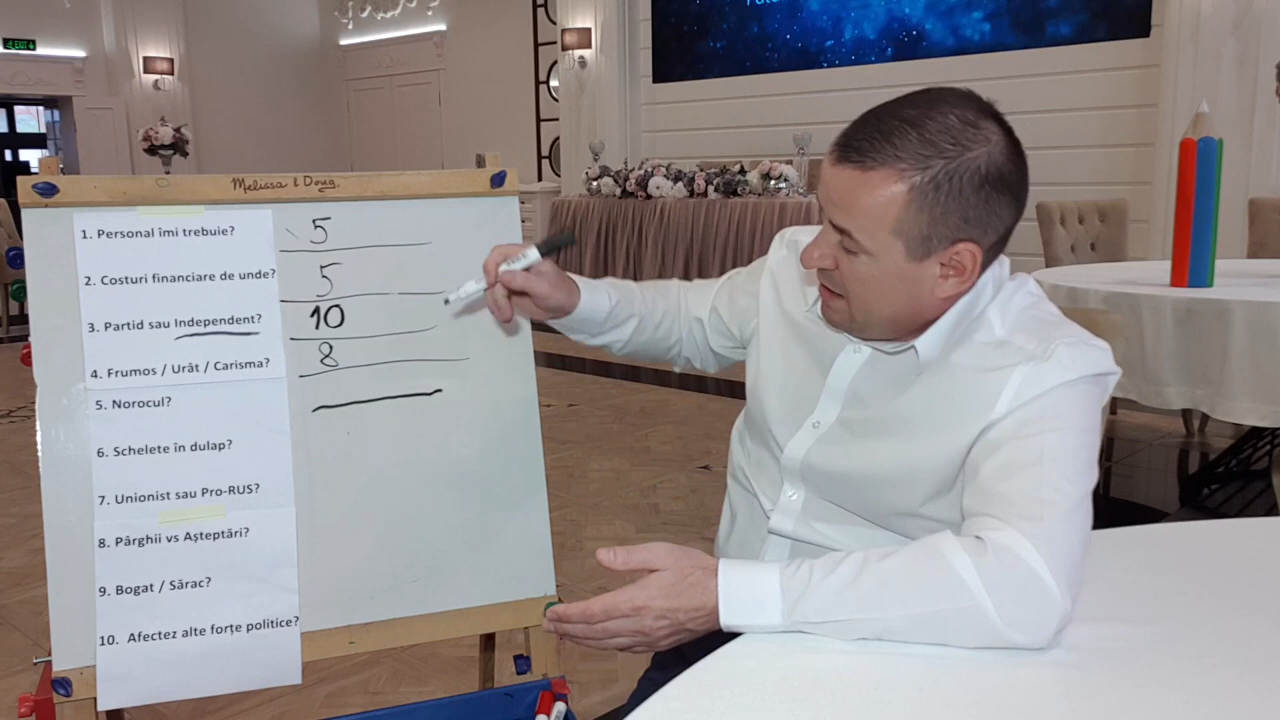 EXIT
Melissa & Doug.
1. Personal îmi trebuie?
5
2. Costuri financiare de unde?
5
3. Partid sau Independent?
10
4. Frumos / Urât / Carisma?
8
5. Norocul?
6. Schelete în dulap?
7. Unionist sau Pro-RUS?
8. Pârghii vs Așteptări?
9. Bogat / Sărac?
10. Afectez alte forțe politice?